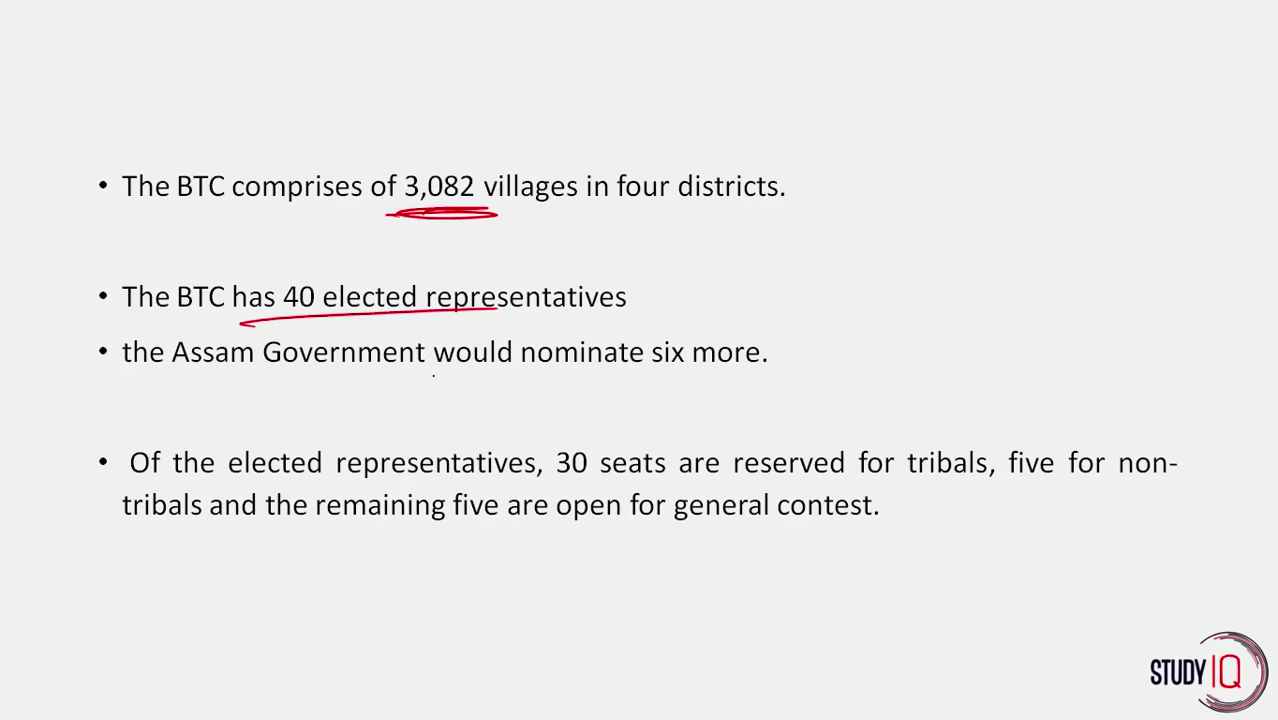 • The BTC comprises of 3,082 villages in four districts.
• The BTC has 40 elected representatives
• the Assam Government would nominate six more.
• Of the elected representatives, 30 seats are reserved for tribals, five for non-
tribals and the remaining five are open for general contest.
STUDY IQ